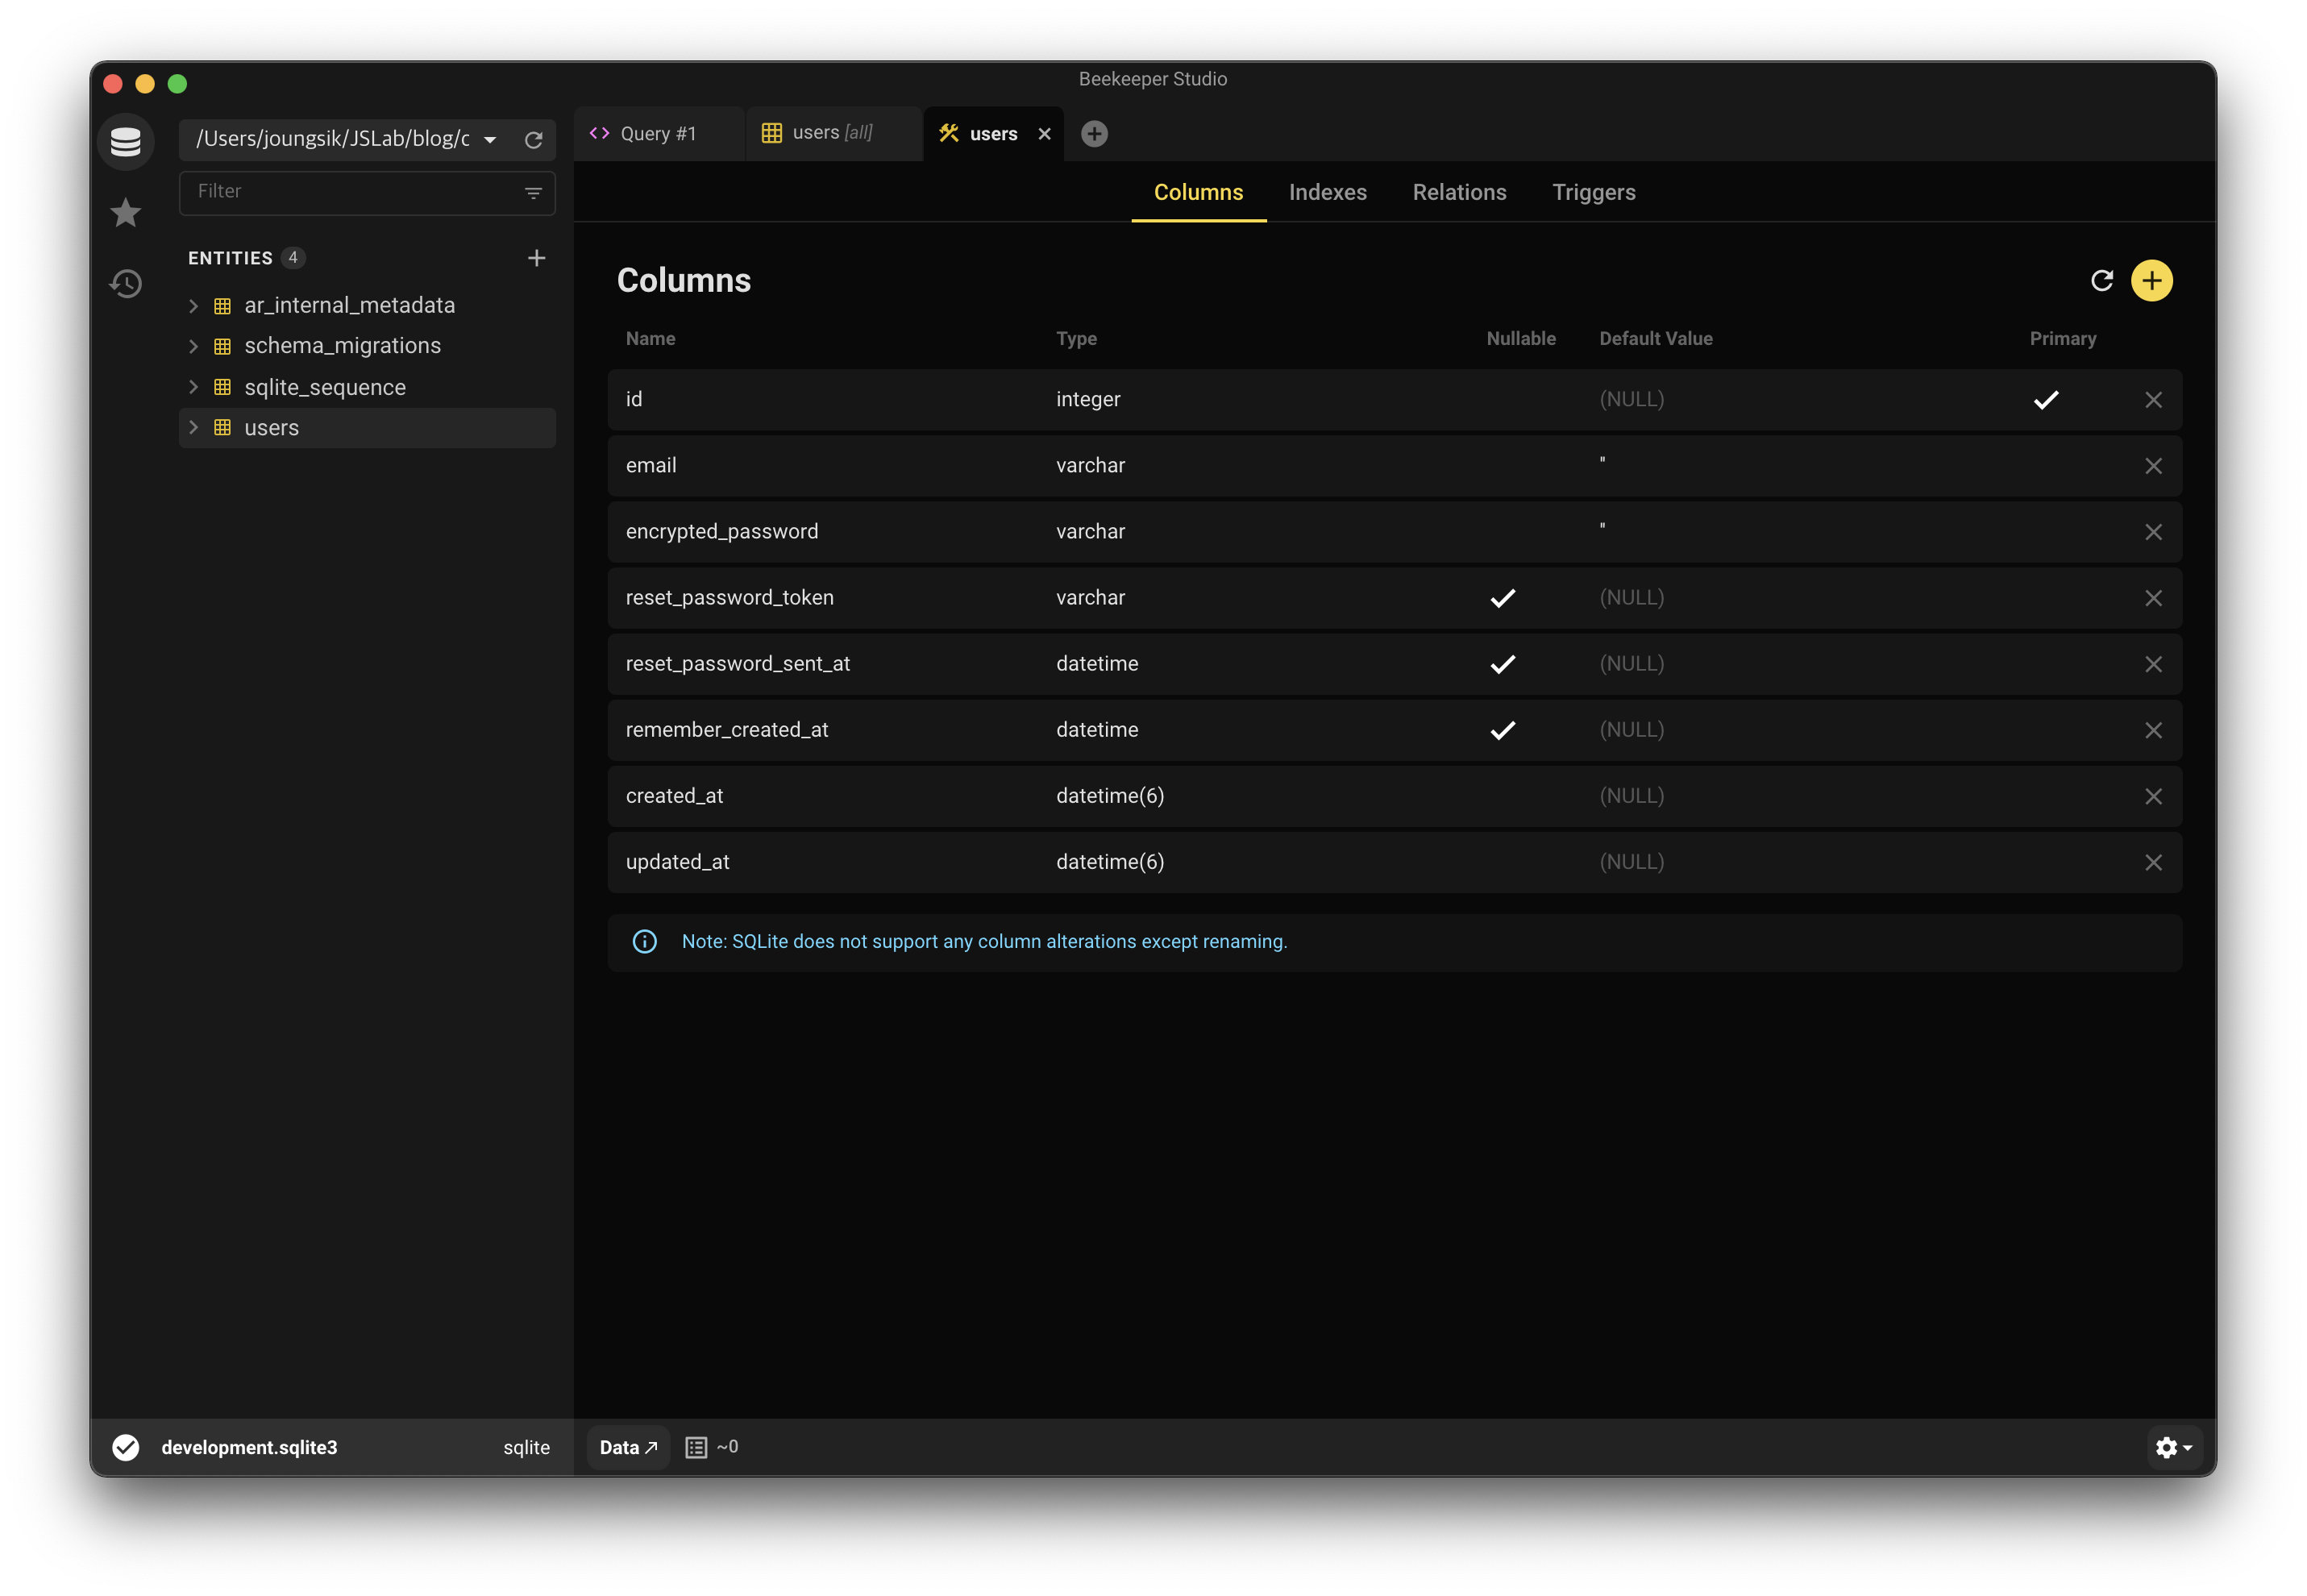 Beekeeper Studio
/Users/joungsik/JSLab/blog/c
Filter
ENTITIES 4
ar_internal_metadata
schema_migrations
sqlite_sequence
users
Query #1 users [all] users
Columns Indexes Relations Triggers
Columns
Name Type Nullable Default Value Primary
id integer (NULL)
email varchar ''
encrypted_password varchar ''
reset_password_token varchar (NULL)
reset_password_sent_at datetime (NULL)
remember_created_at datetime (NULL)
created_at datetime(6) (NULL)
updated_at datetime(6) (NULL)
Note: SQLite does not support any column alterations except renaming.
development.sqlite3 sqlite Data ~0